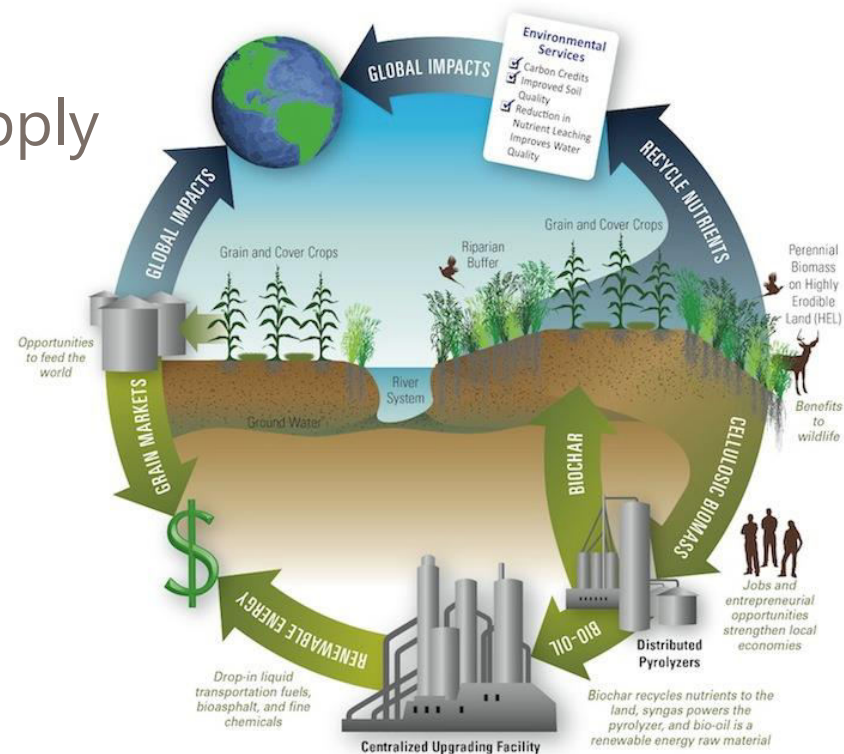 pply
Environmental
Services
Carbon Credits
Improved Soil
Quality
Reduction in
Nutrient Leaching
Improves Water
Quality
GLOBAL IMPACTS
RECYCLE NUTRIENTS
GLOBAL IMPACTS
Grain and Cover Crops
Riparian
Buffer
Grain and Cover Crops
Perennial
Biomass
on Highly
Erodible
Land (HEL)
Opportunities
to feed the
world
River
System
Ground Water
Benefits
to
wildlife
GRAIN MARKETS
BIOCHAR
CELLULOSIC BIOMASS
$
Jobs and
entrepreneurial
opportunities
strengthen local
economies
RENEWABLE ENERGY
BIO-OIL
Distributed
Pyrolyzers
Drop-in liquid
transportation fuels,
bioasphalt, and fine
chemicals
Centralized Upgrading Facility
Biochar recycles nutrients to the
land, syngas powers the
pyrolyzer, and bio-oil is a
renewable energy raw material